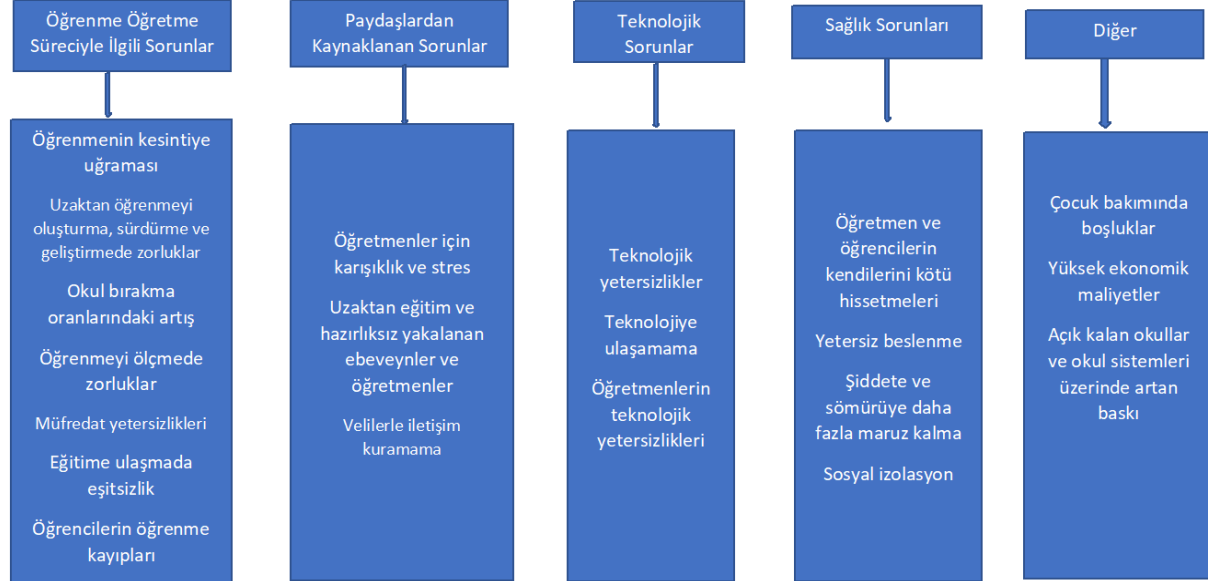 Öğrenme Öğretme
Süreciyle İlgili Sorunlar
Paydaşlardan
Kaynaklanan Sorunlar
Teknolojik
Sorunlar
Sağlık Sorunları
Diğer
Öğrenmenin kesintiye
uğraması
Uzaktan öğrenmeyi
oluşturma, sürdürme ve
geliştirmede zorluklar
Okul bırakma
oranlarındaki artış
Öğrenmeyi ölçmede
zorluklar
Müfredat yetersizlikleri
Eğitime ulaşmada
eşitsizlik
Öğrencilerin öğrenme
kayıpları
Öğretmenler için
karışıklık ve stres
Uzaktan eğitim ve
hazırlıksız yakalanan
ebeveynler ve
öğretmenler
Velilerle iletişim
kuramama
Teknolojik
yetersizlikler
Teknolojiye
ulaşamama
Öğretmenlerin
teknolojik
yetersizlikleri
Öğretmen ve
öğrencilerin
kendilerini kötü
hissetmeleri
Yetersiz beslenme
Şiddete ve
sömürüye daha
fazla maruz kalma
Sosyal izolasyon
Çocuk bakımında
boşluklar
Yüksek ekonomik
maliyetler
Açık kalan okullar
ve okul sistemleri
üzerinde artan
baskı